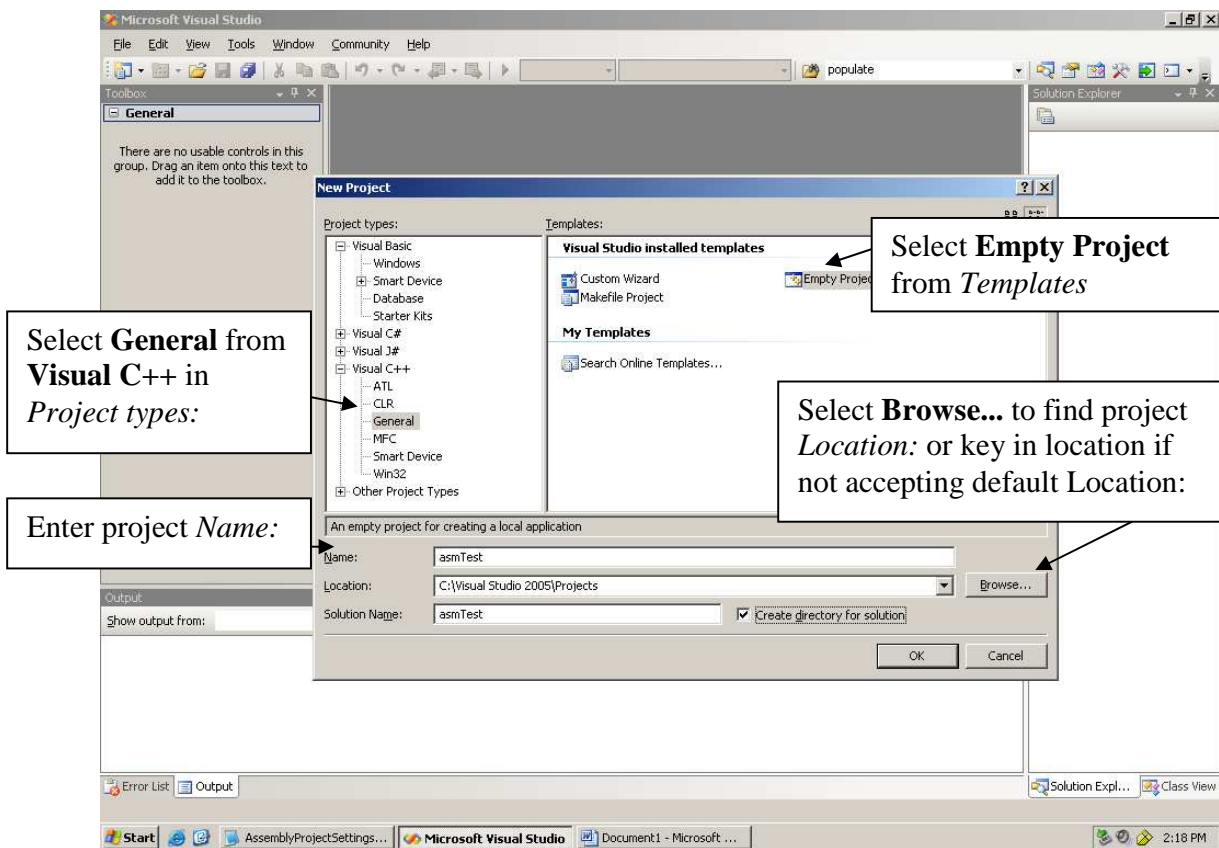 Microsoft Visual Studio
File Edit View Tools Window Community Help
populate
Toolbox
General
There are no usable controls in this
group. Drag an item onto this text to
add it to the toolbox.
Solution Explorer
New Project
Project types:
Visual Basic
Windows
Smart Device
Database
Starter Kits
Visual C#
Visual J#
Visual C++
ATL
CLR
General
MFC
Smart Device
Win32
Other Project Types
Templates:
Visual Studio installed templates
Custom Wizard
Makefile Project
Empty Projec
My Templates
Search Online Templates...
Select Empty Project
from Templates
Select General from
Visual C++ in
Project types:
Select Browse... to find project
Location: or key in location if
not accepting default Location:
Enter project Name:
An empty project for creating a local application
Name: asmTest
Location: C:\Visual Studio 2005\Projects Browse...
Solution Name: asmTest Create directory for solution
OK Cancel
Output
Show output from:
Error List Output
Solution Expl... Class View
Start AssemblyProjectSettings... Microsoft Visual Studio Document1 - Microsoft ... 2:18 PM